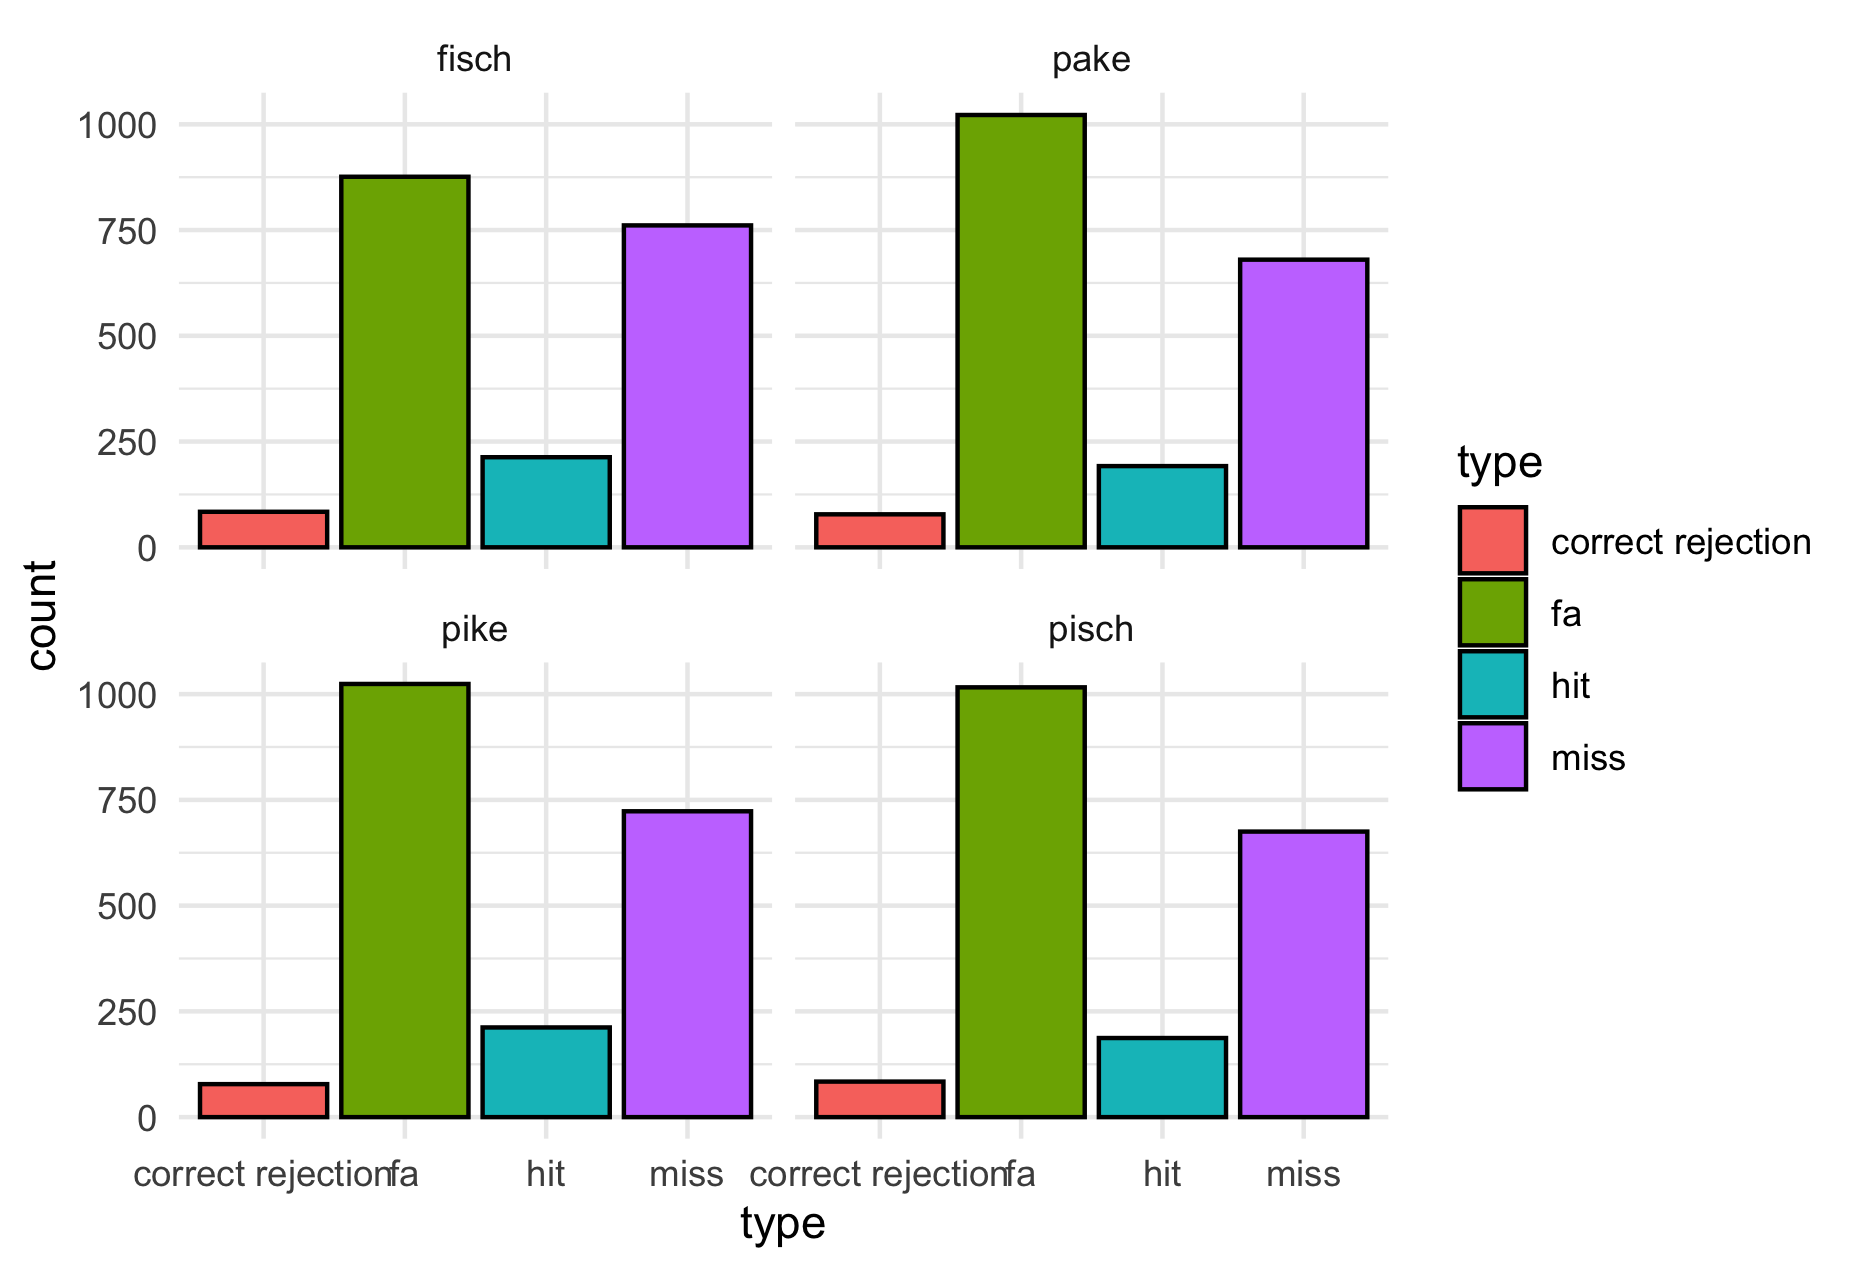 fisch
pake
1000
750
500
250
0
pike
pisch
1000
750
500
250
0
correct rejection fa hit miss correct rejection fa hit miss
type
count
type
correct rejection
fa
hit
miss